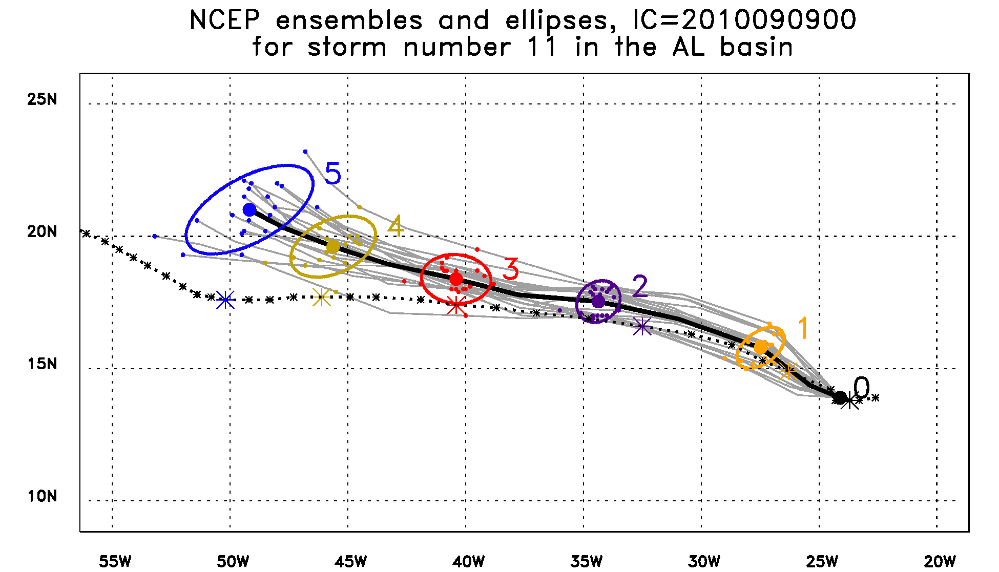 NCEP ensembles and ellipses, IC=2010090900
for storm number 11 in the AL basin
25N
5
4
20N
3
2
1
15N
0
10N
55W 50W 45W 40W 35W 30W 25W 20W